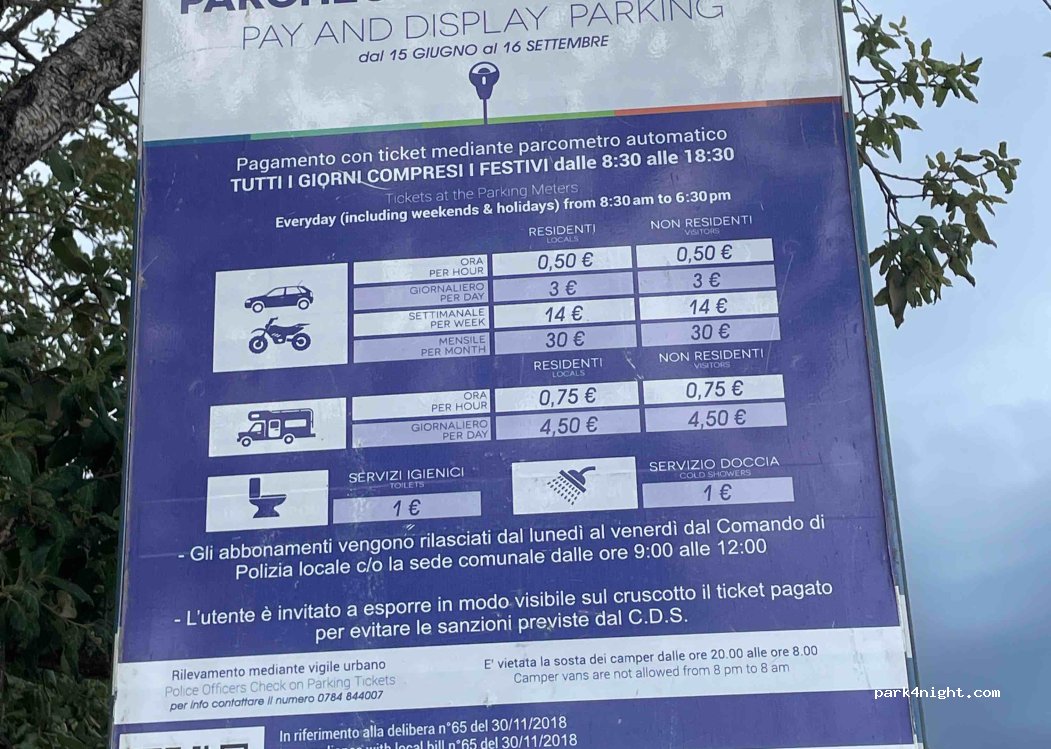 PAY AND DISPLAY PARKING
dal 15 GIUGNO al 16 SETTEMBRE
Pagamento con ticket mediante parcometro automatico
TUTTI I GIORNI COMPRESI I FESTIVI dalle 8:30 alle 18:30
Tickets at the Parking Meters
Everyday (including weekends & holidays) from 8:30 am to 6:30 pm
RESIDENTI NON RESIDENTI
LOCALS VISITORS
ORA
PER HOUR 0,50 € 0,50 €
GIORNALIERO
PER DAY 3 € 3 €
SETTIMANALE
PER WEEK 14 € 14 €
MENSILE
PER MONTH 30 € 30 €
RESIDENTI NON RESIDENTI
LOCALS VISITORS
ORA
PER HOUR 0,75 € 0,75 €
GIORNALIERO
PER DAY 4,50 € 4,50 €
SERVIZI IGIENICI
TOILETS
1 €
SERVIZIO DOCCIA
COLD SHOWERS
1 €
- Gli abbonamenti vengono rilasciati dal lunedì al venerdì dal Comando di
Polizia locale c/o la sede comunale dalle ore 9:00 alle 12:00
- L'utente è invitato a esporre in modo visibile sul cruscotto il ticket pagato
per evitare le sanzioni previste dal C.D.S.
Rilevamento mediante vigile urbano
Police Officers Check on Parking Tickets
per info contattare il numero 0784 844007
E' vietata la sosta dei camper dalle ore 20.00 alle ore 8.00
Camper vans are not allowed from 8 pm to 8 am
park4night.com
In riferimento alla delibera n°65 del 30/11/2018
with local bill n°65 del 30/11/2018